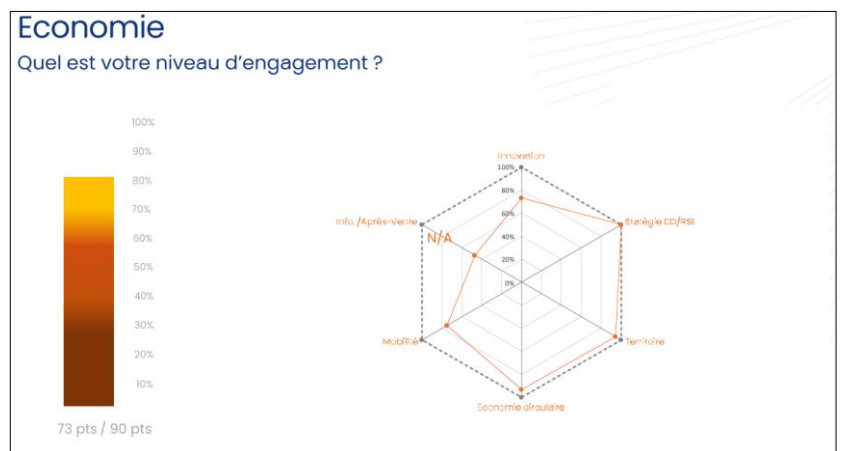 Economie
Quel est votre niveau d'engagement ?
100%
90%
80%
70%
60%
50%
40%
30%
20%
10%
73 pts / 90 pts
Innovation
100%
80%
60%
40%
20%
0%
Info. /Après-Vente
N/A
Statégie DD/RSE
Mobilité
Territoire
Economie circulaire